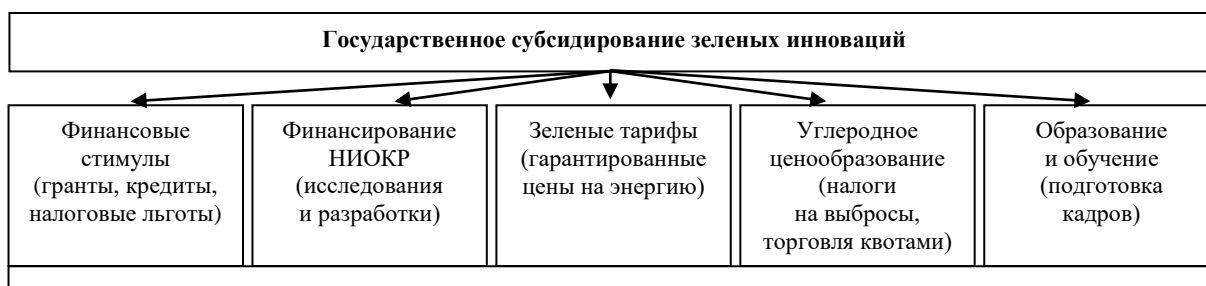 Государственное субсидирование зеленых инноваций
Финансовые
стимулы
(гранты, кредиты,
налоговые льготы)
Финансирование
НИОКР
(исследования
и разработки)
Зеленые тарифы
(гарантированные
цены на энергию)
Углеродное
ценообразование
(налоги
на выбросы,
торговля квотами)
Образование
и обучение
(подготовка
кадров)